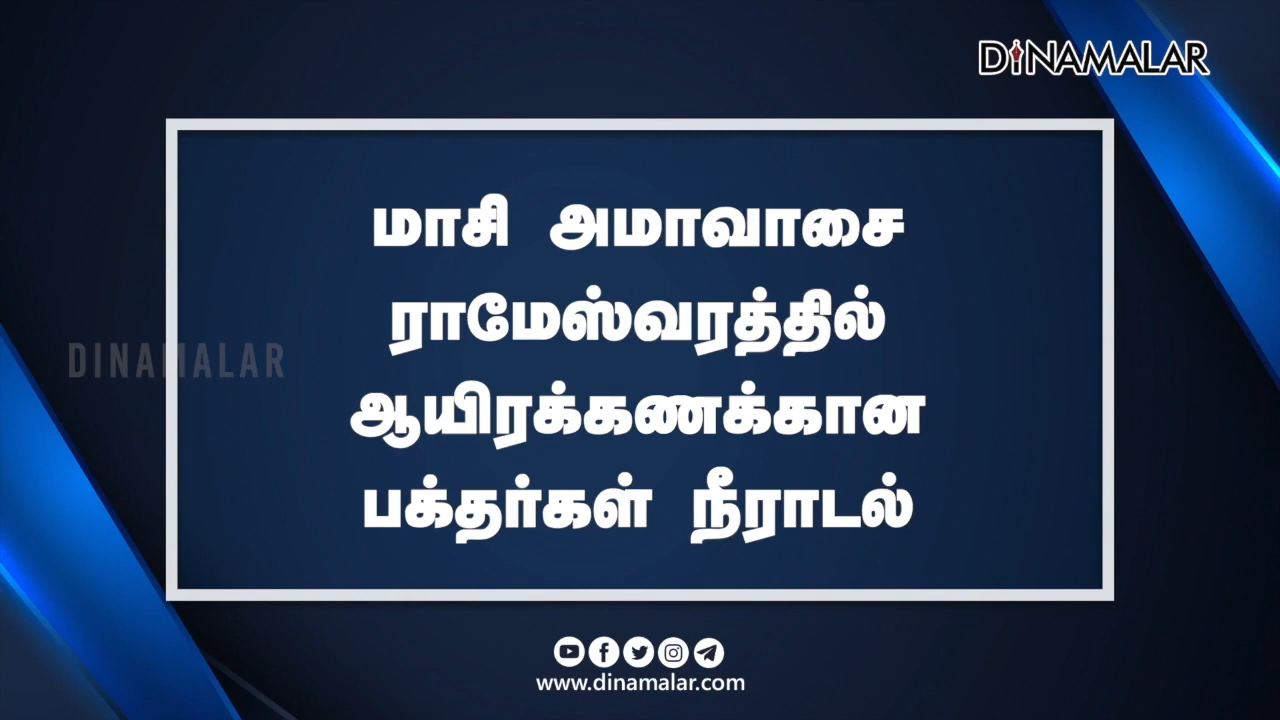 DINAMALAR
மாசி அமாவாசை
ராமேஸ்வரத்தில்
DINAMALAR
ஆயிரக்கணக்கான
பக்தர்கள் நீராடல்
www.dinamalar.com